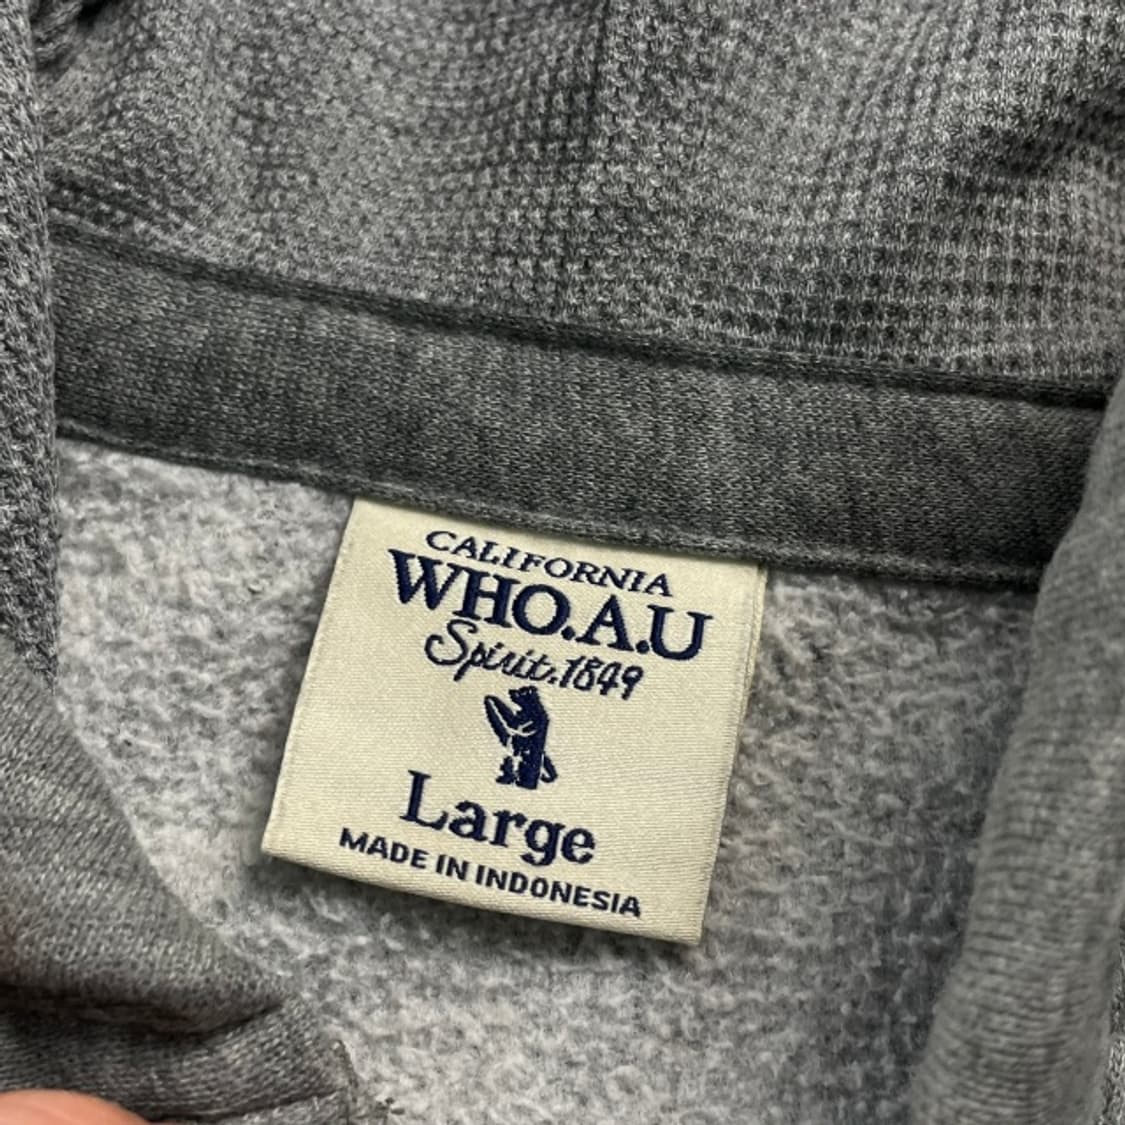 CALIFORNIA
WHO.A.U
Spirit.1849
Large
MADE IN INDONESIA